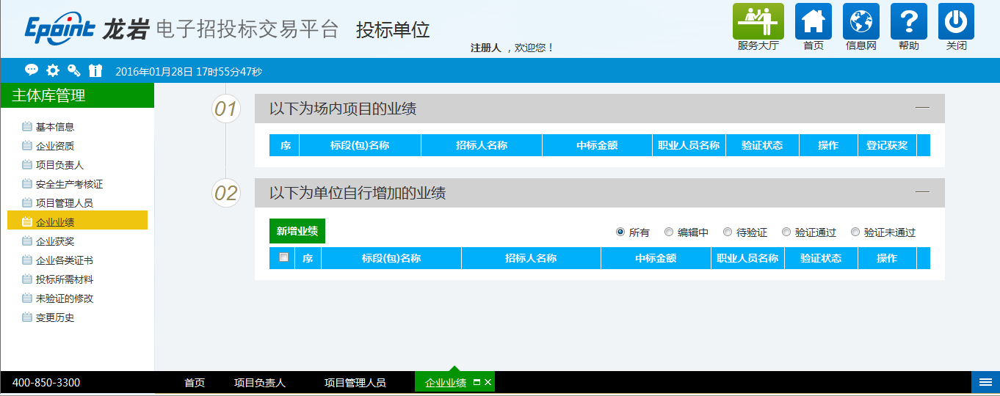 Epoint 龙岩 电子招投标交易平台 投标单位
注册人 ，欢迎您！
服务大厅 首页 信息网 帮助 关闭
2016年01月28日 17时55分47秒
主体库管理
基本信息
企业资质
项目负责人
安全生产考核证
项目管理人员
企业业绩
企业获奖
企业各类证书
投标所需材料
未验证的修改
变更历史
01 以下为场内项目的业绩
序 标段(包)名称 招标人名称 中标金额 职业人员名称 验证状态 操作 登记获奖
02 以下为单位自行增加的业绩
新增业绩 所有 编辑中 待验证 验证通过 验证未通过
序 标段(包)名称 招标人名称 中标金额 职业人员名称 验证状态 操作
400-850-3300 首页 项目负责人 项目管理人员 企业业绩